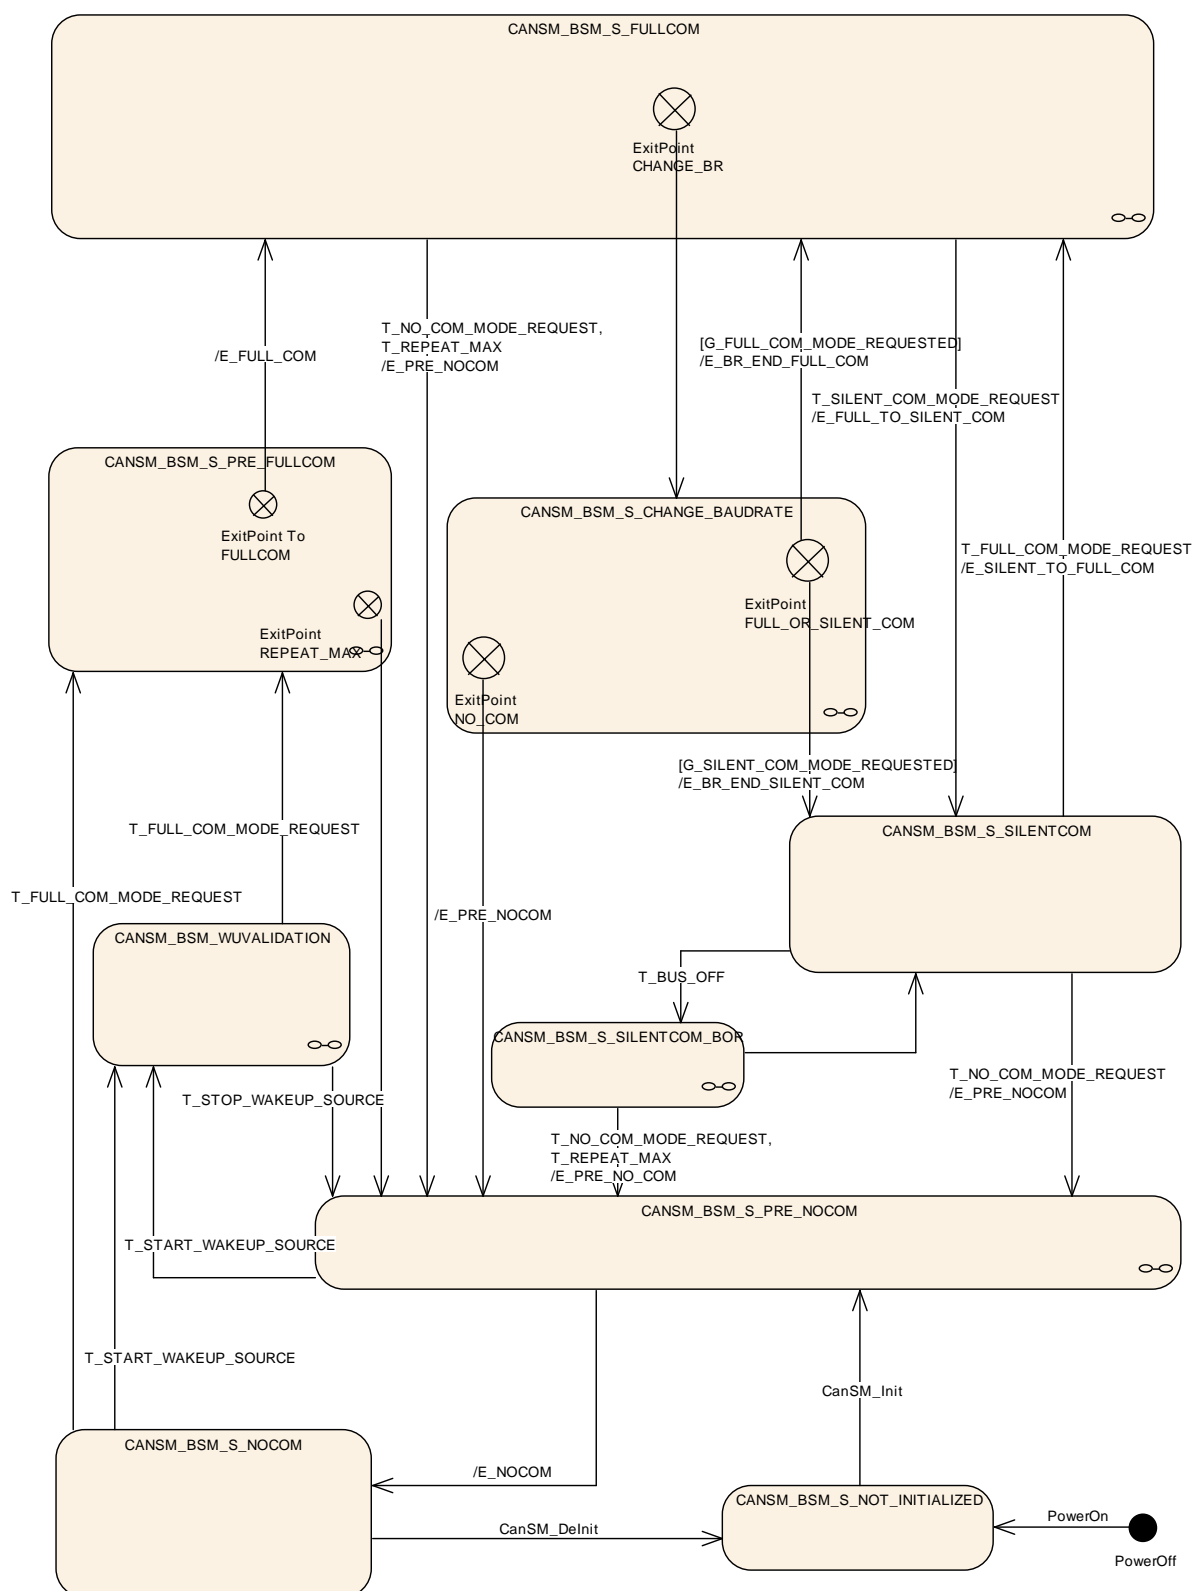 CANSM_BSM_S_FULLCOM
ExitPoint
CHANGE_BR
T_NO_COM_MODE_REQUEST,
T_REPEAT_MAX
/E_PRE_NOCOM
/E_FULL_COM
[G_FULL_COM_MODE_REQUESTED]
/E_BR_END_FULL_COM
T_SILENT_COM_MODE_REQUEST
/E_FULL_TO_SILENT_COM
CANSM_BSM_S_PRE_FULLCOM
ExitPoint To
FULLCOM
ExitPoint
REPEAT_MAX
CANSM_BSM_S_CHANGE_BAUDRATE
ExitPoint
FULL_OR_SILENT_COM
ExitPoint
NO_COM
T_FULL_COM_MODE_REQUEST
/E_SILENT_TO_FULL_COM
[G_SILENT_COM_MODE_REQUESTED]
/E_BR_END_SILENT_COM
T_FULL_COM_MODE_REQUEST
CANSM_BSM_S_SILENTCOM
T_FULL_COM_MODE_REQUEST
/E_PRE_NOCOM
CANSM_BSM_WUVALIDATION
T_BUS_OFF
CANSM_BSM_S_SILENTCOM_BOR
T_NO_COM_MODE_REQUEST
/E_PRE_NOCOM
T_STOP_WAKEUP_SOURCE
T_NO_COM_MODE_REQUEST,
T_REPEAT_MAX
/E_PRE_NO_COM
CANSM_BSM_S_PRE_NOCOM
T_START_WAKEUP_SOURCE
T_START_WAKEUP_SOURCE
CanSM_Init
CANSM_BSM_S_NOCOM
/E_NOCOM
CANSM_BSM_S_NOT_INITIALIZED
CanSM_DeInit
PowerOn
PowerOff